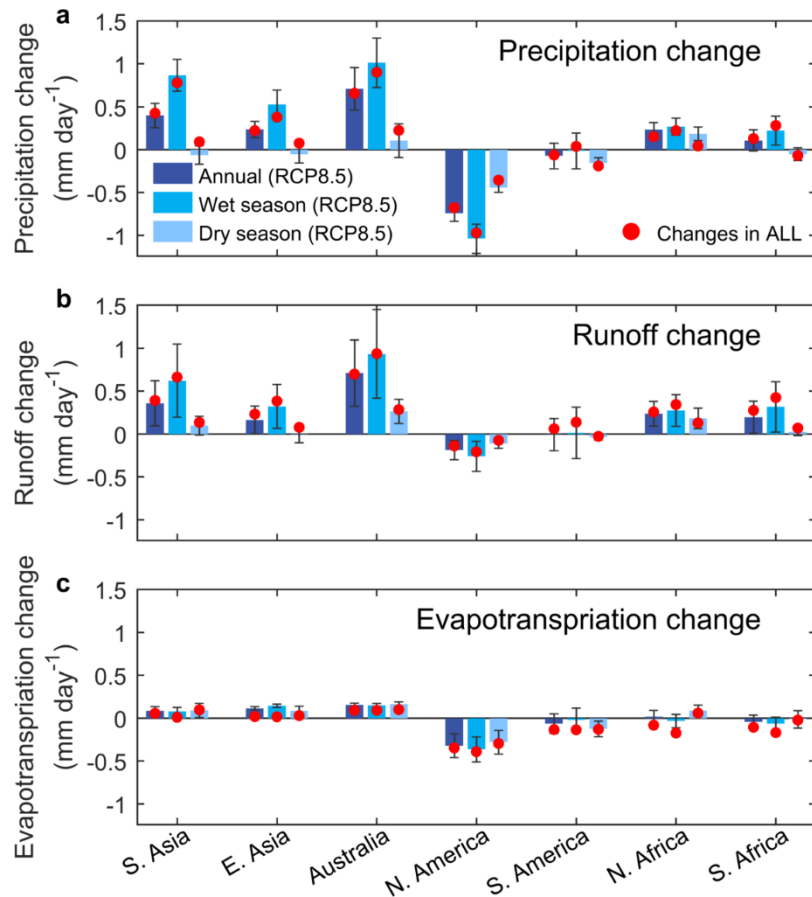 a
Precipitation change
Precipitation change
(mm day-1)
1.5
1
0.5
0
-0.5
-1
Annual (RCP8.5)
Wet season (RCP8.5)
Dry season (RCP8.5)
Changes in ALL
b
Runoff change
Runoff change
(mm day-1)
1.5
1
0.5
0
-0.5
-1
c
Evapotranspriation change
Evapotranspriation change
(mm day-1)
1.5
1
0.5
0
-0.5
-1
S. Asia
E. Asia
Australia
N. America
S. America
N. Africa
S. Africa